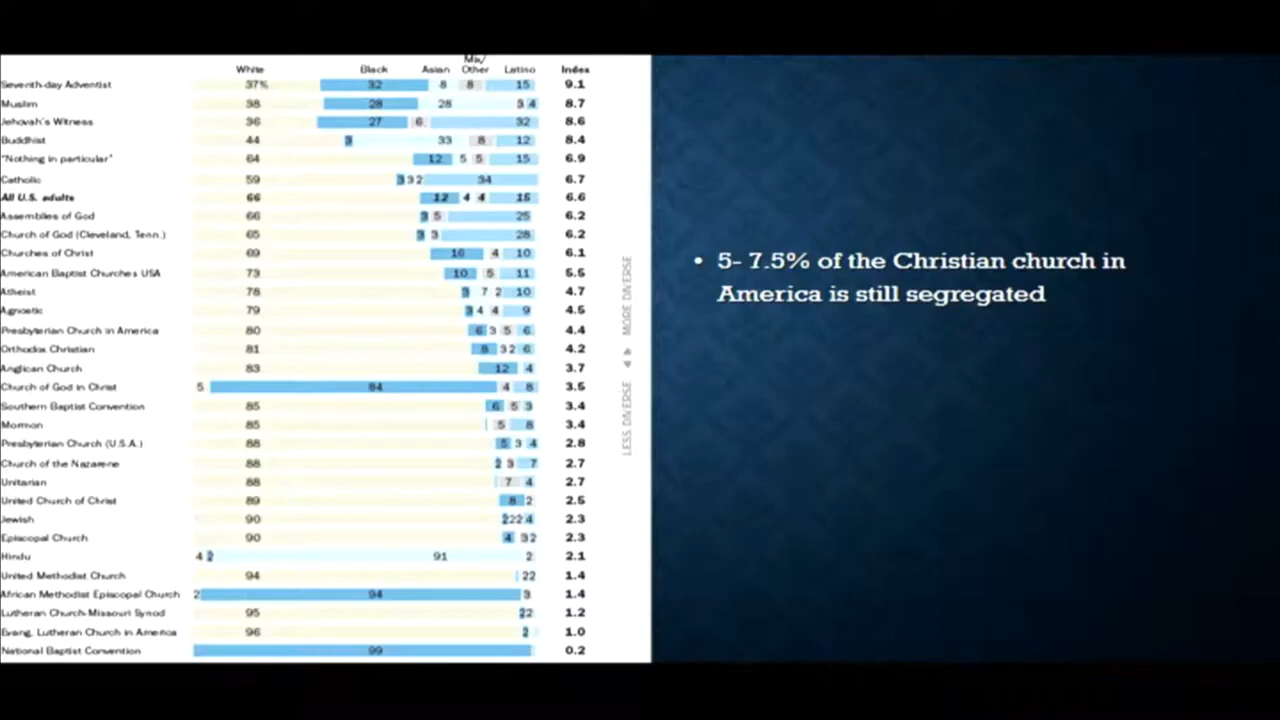 White Black Asian Mix/Other Latino Index
Seventh-day Adventist 37% 32 8 8 15 9.1
Muslim 38 28 28 3 4 8.7
Jehovah's Witness 36 27 6 32 8.6
Buddhist 44 3 33 8 12 8.4
"Nothing in particular" 64 12 5 5 15 6.9
Catholic 59 3 3 2 34 6.7
All U.S. adults 66 12 4 4 15 6.6
Assemblies of God 66 3 5 25 6.2
Church of God (Cleveland, Tenn.) 65 3 3 28 6.2
Churches of Christ 69 16 4 10 6.1
American Baptist Churches USA 73 10 5 11 5.5
Atheist 78 3 7 2 10 4.7
Agnostic 79 3 4 4 9 4.5
Presbyterian Church in America 80 6 3 5 6 4.4
Orthodox Christian 81 8 3 2 6 4.2
Anglican Church 83 12 4 3.7
Church of God in Christ 5 84 4 8 3.5
Southern Baptist Convention 85 6 5 3 3.4
Mormon 85 5 8 3.4
Presbyterian Church (U.S.A.) 88 5 3 4 2.8
Church of the Nazarene 88 2 3 7 2.7
Unitarian 88 7 4 2.7
United Church of Christ 89 8 2 2.5
Jewish 90 2 2 2 4 2.3
Episcopal Church 90 4 3 2 2.3
Hindu 4 2 91 2 2.1
United Methodist Church 94 2 2 1.4
African Methodist Episcopal Church 2 94 3 1.4
Lutheran Church-Missouri Synod 95 2 2 1.2
Evang. Lutheran Church in America 96 2 1.0
National Baptist Convention 99 0.2
LESS DIVERSE ◀ ▶ MORE DIVERSE
• 5- 7.5% of the Christian church in
America is still segregated